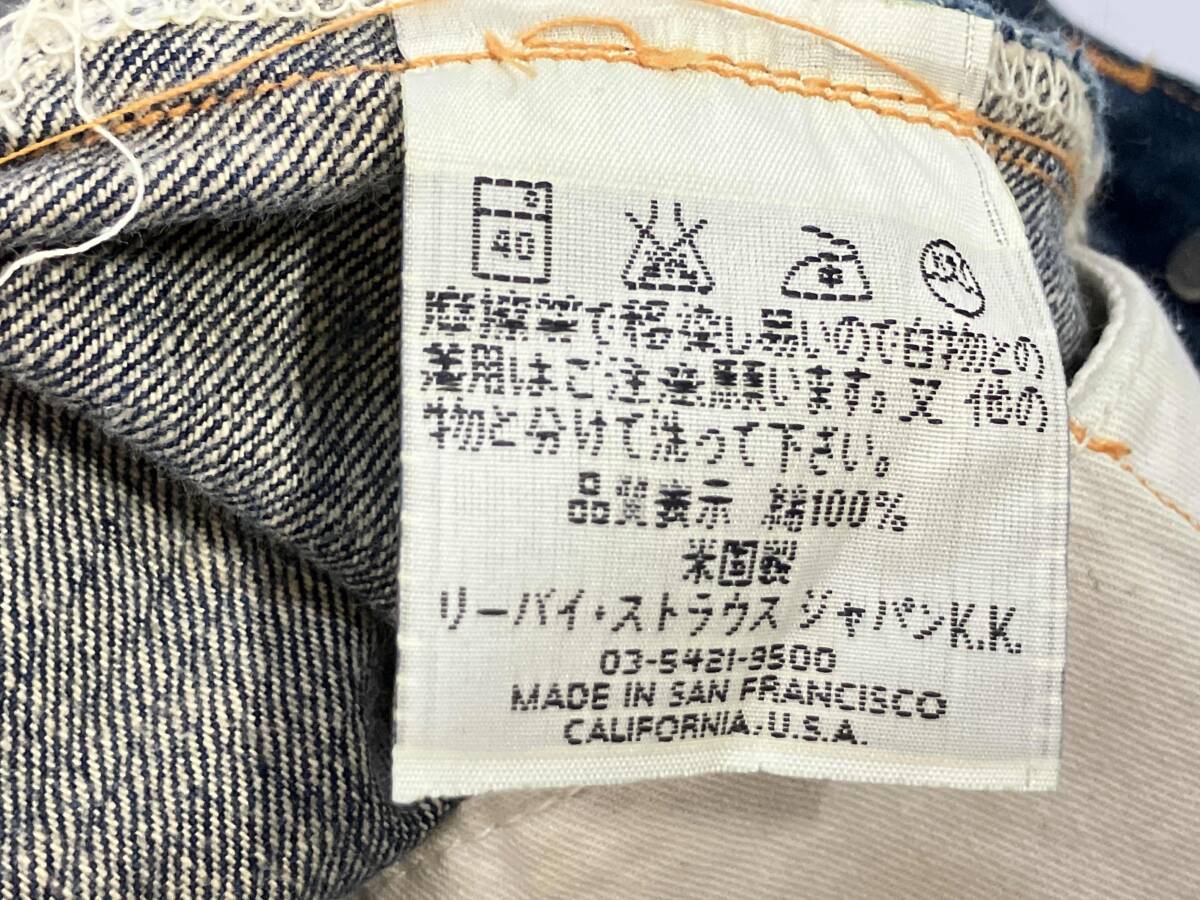 40
摩擦等で移染し易いので白物との
着用はご注意願います。又 他の
物と分けて洗って下さい。
品質表示 綿100%
米国製
リーバイ・ストラウス ジャパンK.K.
03-5421-9500
MADE IN SAN FRANCISCO
CALIFORNIA. U.S.A.